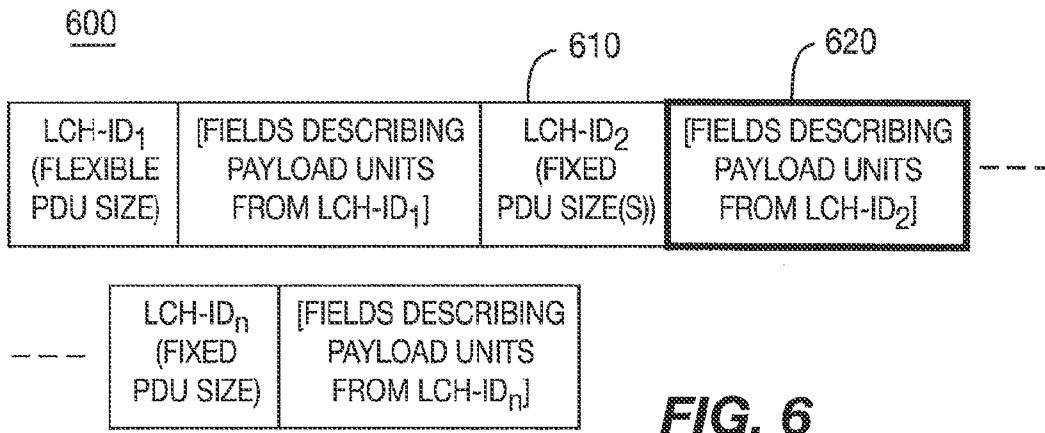 600
610
620
LCH-ID1
(FLEXIBLE
PDU SIZE)
[FIELDS DESCRIBING
PAYLOAD UNITS
FROM LCH-ID1]
LCH-ID2
(FIXED
PDU SIZE(S))
[FIELDS DESCRIBING
PAYLOAD UNITS
FROM LCH-ID2]
LCH-IDn
(FIXED
PDU SIZE)
[FIELDS DESCRIBING
PAYLOAD UNITS
FROM LCH-IDn]
FIG. 6